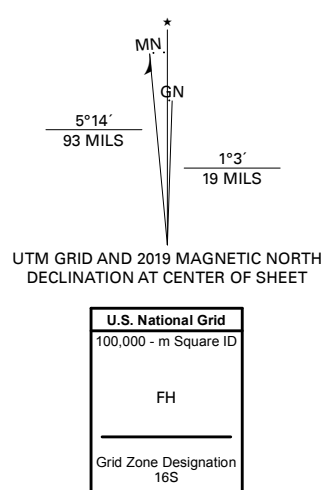 ★
MN
GN
5°14´
93 MILS
1°3´
19 MILS
UTM GRID AND 2019 MAGNETIC NORTH
DECLINATION AT CENTER OF SHEET
U.S. National Grid
100,000 - m Square ID
FH
Grid Zone Designation
16S